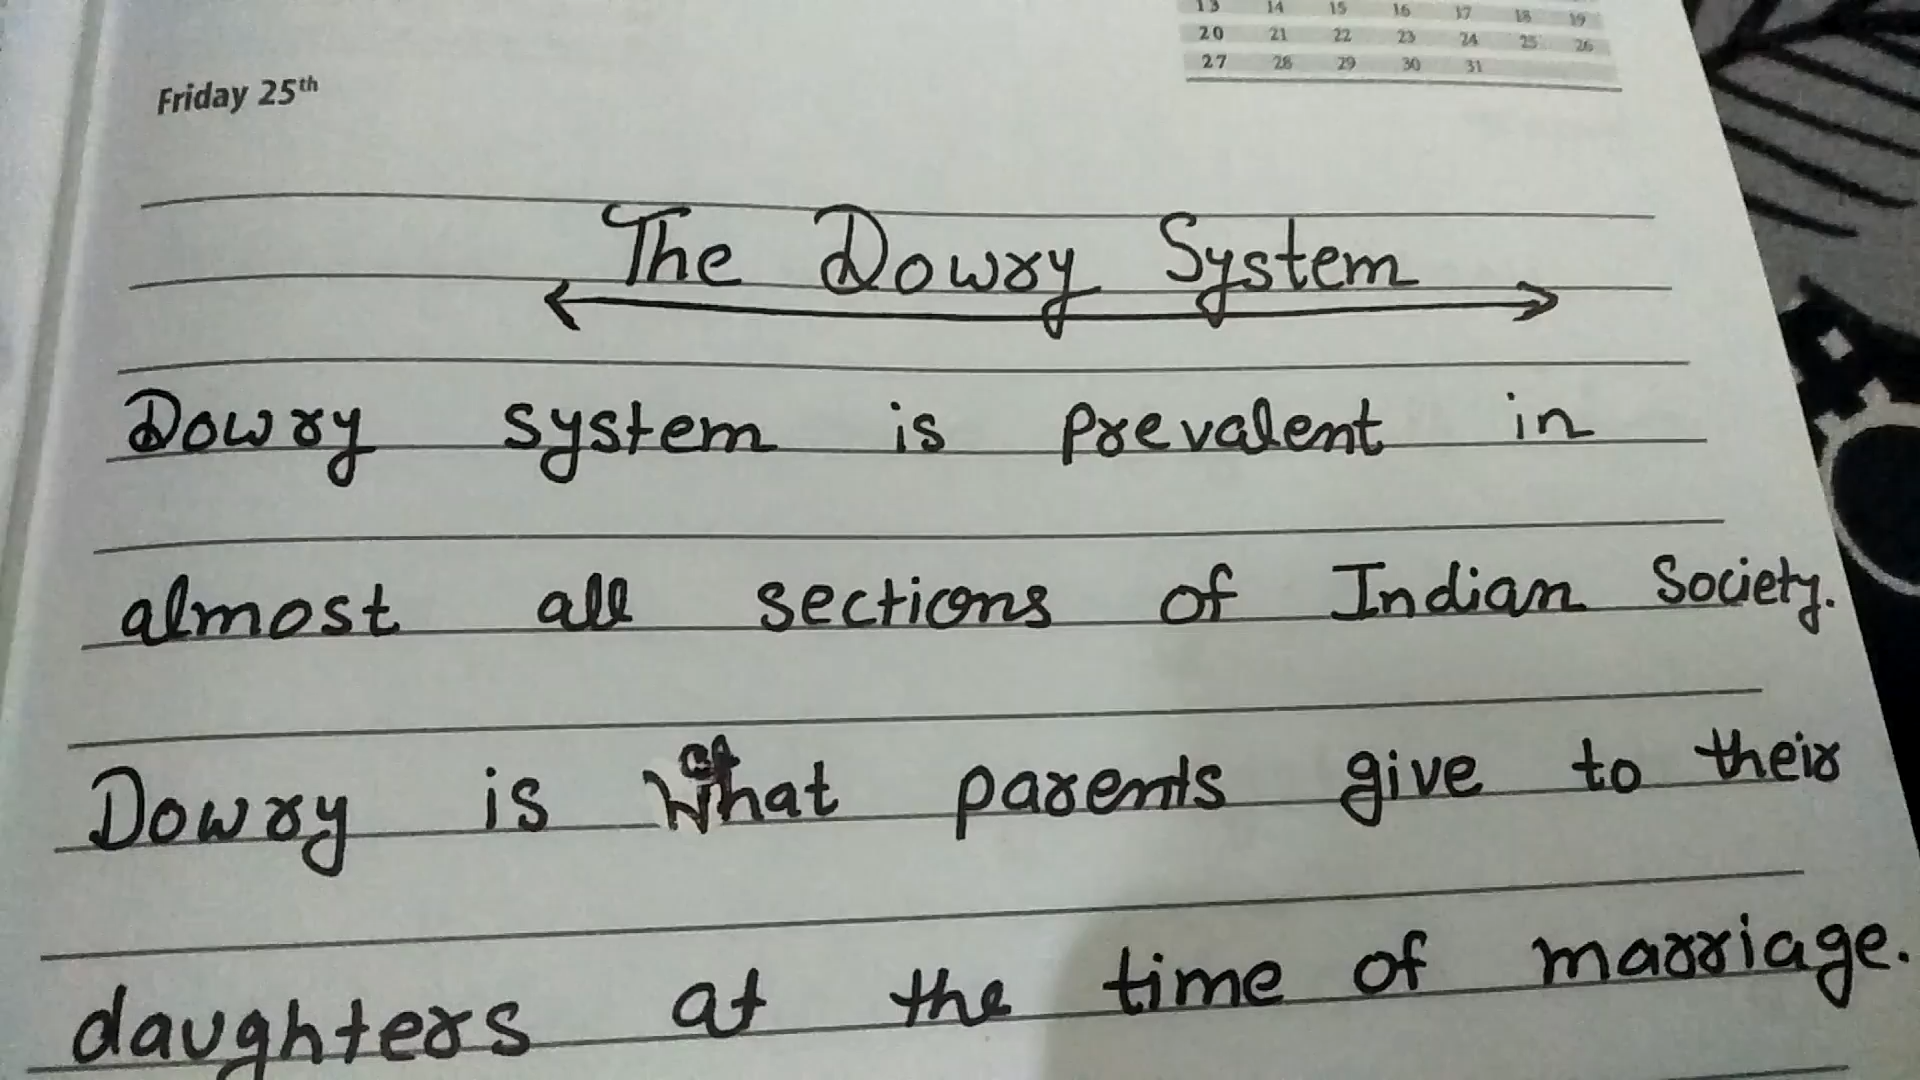 13 14 15 16 17 18 19
20 21 22 23 24 25 26
27 28 29 30 31
Friday 25th
The Dowry System
Dowry system is prevalent in
almost all sections of Indian Society.
Dowry is What parents give to their
daughters at the time of marriage.